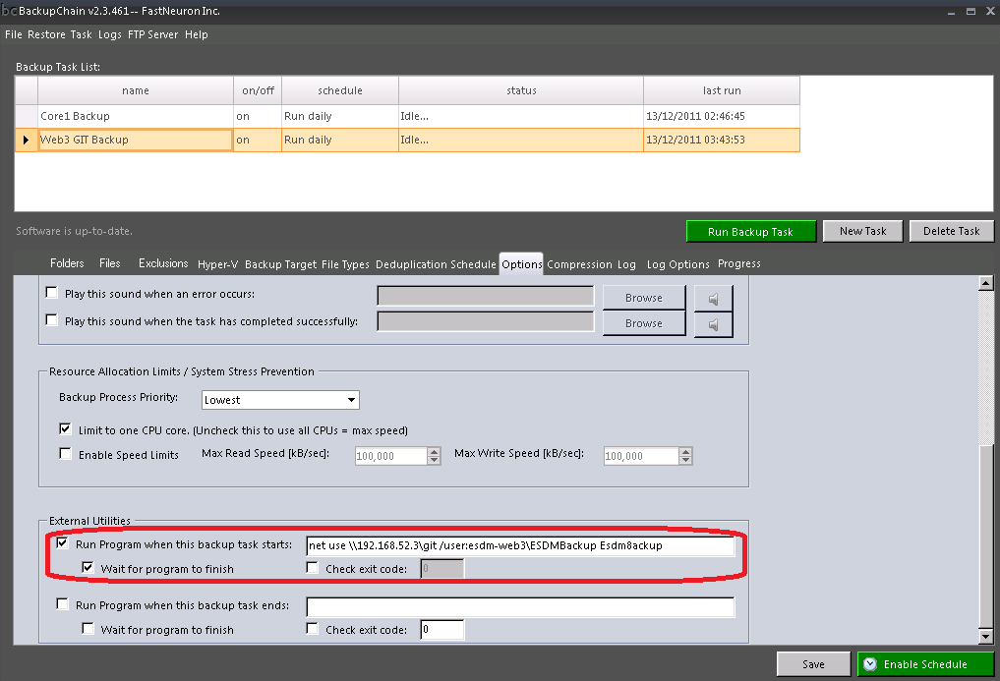 bc BackupChain v2.3.461-- FastNeuron Inc.
File Restore Task Logs FTP Server Help
Backup Task List:
name on/off schedule status last run
Core1 Backup on Run daily Idle... 13/12/2011 02:46:45
Web3 GIT Backup on Run daily Idle... 13/12/2011 03:43:53
Software is up-to-date.
Run Backup Task New Task Delete Task
Folders Files Exclusions Hyper-V Backup Target File Types Deduplication Schedule Options Compression Log Log Options Progress
Play this sound when an error occurs: Browse
Play this sound when the task has completed successfully: Browse
Resource Allocation Limits / System Stress Prevention
Backup Process Priority: Lowest
Limit to one CPU core. (Uncheck this to use all CPUs = max speed)
Enable Speed Limits Max Read Speed [kB/sec]: 100,000 Max Write Speed [kB/sec]: 100,000
External Utilities
Run Program when this backup task starts: net use \\192.168.52.3\git /user:esdm-web3\ESDMBackup Esdm8ackup
Wait for program to finish Check exit code: 0
Run Program when this backup task ends:
Wait for program to finish Check exit code: 0
Save Enable Schedule